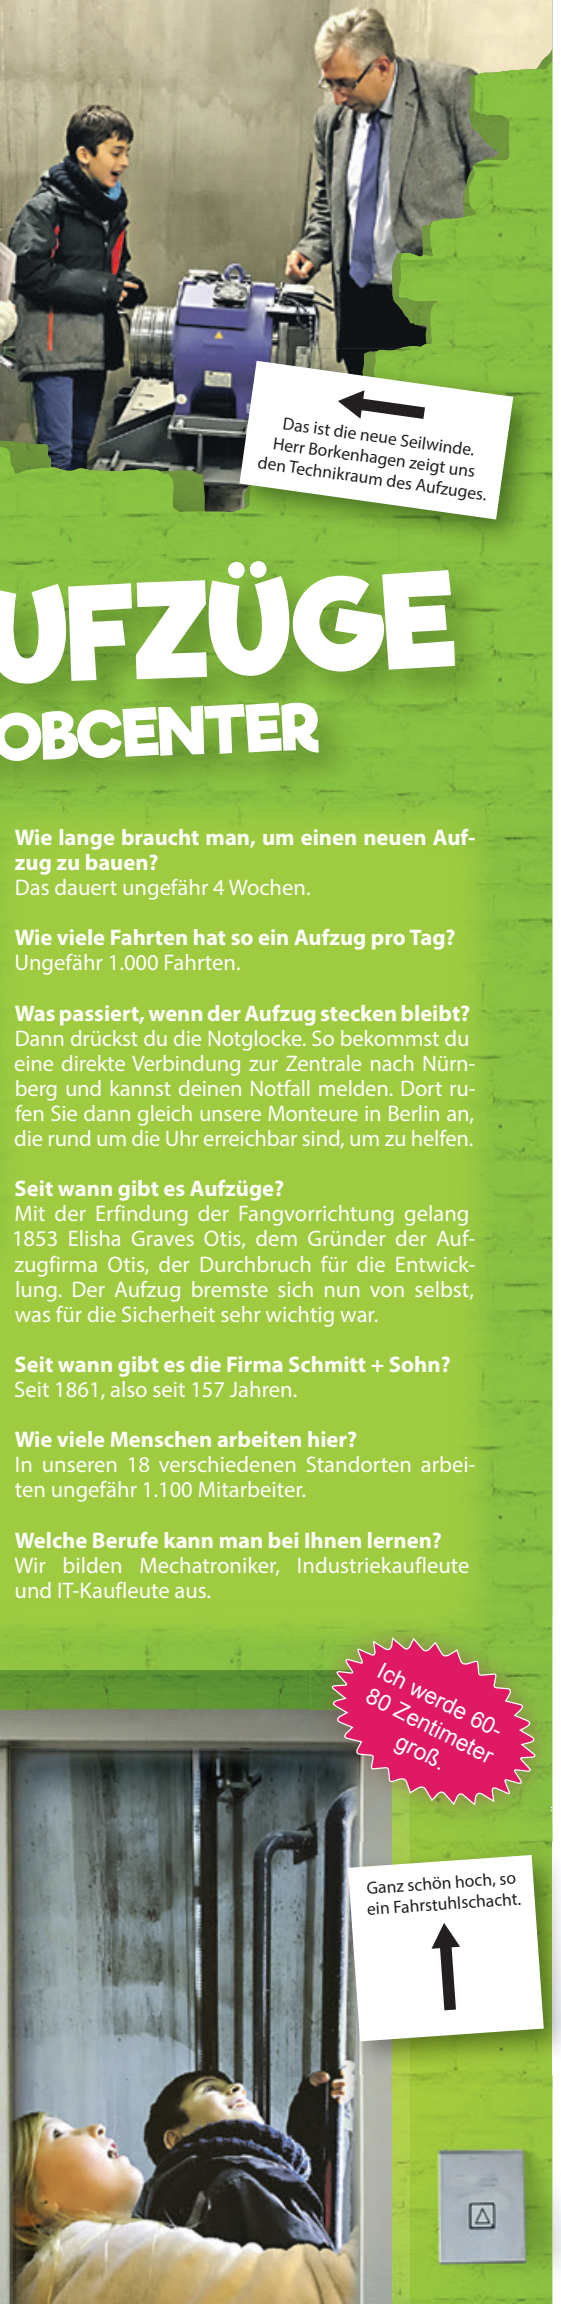 Das ist die neue Seilwinde.
Herr Borkenhagen zeigt uns
den Technikraum des Aufzuges.
UFZÜGE
OBCENTER
Wie lange braucht man, um einen neuen Auf-
zug zu bauen?
Das dauert ungefähr 4 Wochen.
Wie viele Fahrten hat so ein Aufzug pro Tag?
Ungefähr 1.000 Fahrten.
Was passiert, wenn der Aufzug stecken bleibt?
Dann drückst du die Notglocke. So bekommst du
eine direkte Verbindung zur Zentrale nach Nürn-
berg und kannst deinen Notfall melden. Dort ru-
fen Sie dann gleich unsere Monteure in Berlin an,
die rund um die Uhr erreichbar sind, um zu helfen.
Seit wann gibt es Aufzüge?
Mit der Erfindung der Fangvorrichtung gelang
1853 Elisha Graves Otis, dem Gründer der Auf-
zugfirma Otis, der Durchbruch für die Entwick-
lung. Der Aufzug bremste sich nun von selbst,
was für die Sicherheit sehr wichtig war.
Seit wann gibt es die Firma Schmitt + Sohn?
Seit 1861, also seit 157 Jahren.
Wie viele Menschen arbeiten hier?
In unseren 18 verschiedenen Standorten arbei-
ten ungefähr 1.100 Mitarbeiter.
Welche Berufe kann man bei Ihnen lernen?
Wir bilden Mechatroniker, Industriekaufleute
und IT-Kaufleute aus.
Ich werde 60-
80 Zentimeter
groß.
Ganz schön hoch, so
ein Fahrstuhlschacht.